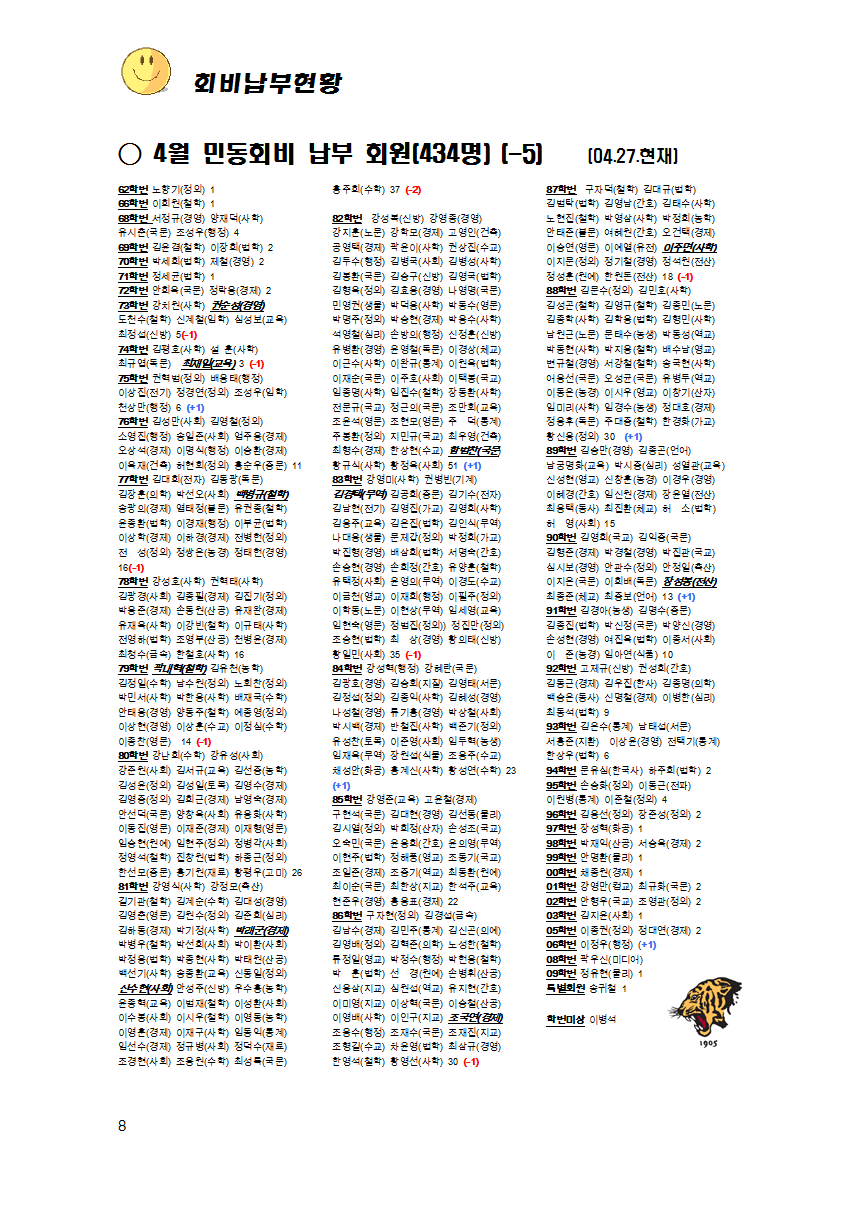 회비납부현황
○ 4월 민동회비 납부 회원(434명) (-5) (04.27.현재)
62학번 노향기(정외) 1
66학번 이희원(철학) 1
68학번 서정규(경영) 양재덕(사학)
유시춘(국문) 조성우(행정) 4
69학번 김윤겸(철학) 이장희(법학) 2
70학번 박세희(법학) 제철(경영) 2
71학번 정세균(법학) 1
72학번 안희욱(국문) 정락용(경제) 2
73학번 강치원(사학) 권순성(경영)
도천수(철학) 신계철(임학) 심성보(교육)
최정섭(신방) 5(-1)
74학번 김평호(사학) 설 훈(사학)
최규엽(독문) 최재일(교육) 3 (-1)
75학번 권혁범(정외) 배용태(행정)
이상집(전기) 정경연(정외) 조성우(임학)
천상만(행정) 6 (+1)
76학번 김성만(사회) 김영철(정외)
소영집(행정) 송일준(사회) 엄주웅(경제)
오상석(경제) 이명식(행정) 이승환(경제)
이욱재(건축) 허현회(정외) 홍순우(중문) 11
77학번 김대희(전자) 김동광(독문)
김장훈(의학) 박선오(사회) 백병규(철학)
송광의(경제) 염태정(불문) 유권종(철학)
윤종환(법학) 이경재(행정) 이부균(법학)
이상학(경제) 이하경(경제) 전병헌(정외)
전 성(정외) 정쌍은(농경) 정태헌(경영)
16(-1)
78학번 강성호(사학) 권혁태(사학)
김광경(사회) 김종필(경제) 김집기(정외)
박용준(경제) 손동원(산공) 유재완(경제)
유재욱(사학) 이강빈(철학) 이규태(사학)
전영하(법학) 조영부(산공) 천병윤(경제)
최청수(금속) 한철호(사학) 16
79학번 곽내혁(철학) 김유천(농학)
김정일(수학) 남수원(정외) 노회찬(정외)
박민서(사학) 박한용(사학) 배재국(수학)
안태용(경영) 양동주(철학) 예종영(정외)
이상현(경영) 이상훈(수교) 이정심(수학)
이종찬(영문) 14 (-1)
80학번 강난희(수학) 강유성(사회)
강준원(사회) 김서규(교육) 김선중(농학)
김성윤(정외) 김성일(토목) 김영수(경제)
김영중(정외) 김희근(경제) 남영숙(경제)
안선덕(국문) 양창욱(사회) 유용화(사학)
이동집(영문) 이재준(경제) 이재형(영문)
임승현(원예) 임현주(정외) 정병각(사회)
정영석(철학) 집창원(법학) 하종근(정외)
한선모(중문) 홍기원(재료) 황평우(고미) 26
81학번 강영식(사학) 강정모(축산)
길기관(철학) 김계순(수학) 김대성(경영)
김영춘(영문) 김원수(정외) 김준희(심리)
김하동(경제) 박기정(사학) 박래군(경제)
박병우(철학) 박선희(사회) 박이환(사회)
박정용(법학) 박종현(사학) 박태원(산공)
백선기(사학) 송종환(교육) 신동일(정외)
신수현(사회) 안성주(신방) 우수홍(농학)
윤종혁(교육) 이범재(철학) 이성환(사회)
이수봉(사회) 이시우(철학) 이영동(농학)
이영훈(경제) 이재구(사학) 임동익(통계)
임선수(경제) 정규병(사회) 정덕수(재료)
조경현(사회) 조용원(수학) 최성록(국문)
홍주희(수학) 37 (-2)
82학번 강성복(신방) 강영종(경영)
강지훈(노문) 강학모(경제) 고영인(건축)
공영택(경제) 곽윤이(사학) 권상집(수교)
김두수(행정) 김병국(사회) 김병성(사학)
김봉환(국문) 김승구(신방) 김영국(법학)
김형욱(정외) 김효웅(경영) 나영명(국문)
민영권(생물) 박덕용(사학) 박동수(영문)
박명주(정외) 박승현(경제) 박용수(사학)
석영철(심리) 손방의(행정) 신정훈(신방)
유병환(경영) 윤영철(독문) 이경상(체교)
이근수(사학) 이완규(통계) 이원욱(법학)
이재순(국문) 이주호(사회) 이택봉(국교)
임종명(사학) 임집수(철학) 장동환(사학)
전문규(국교) 정근의(국문) 조만희(교육)
조윤석(영문) 조현모(영문) 주 덕(통계)
주봉환(정외) 지민규(국교) 최우영(건축)
최형수(경제) 한상현(수교) 함범찬(국문)
황규식(사학) 황정욱(사회) 51 (+1)
83학번 강영미(사학) 권병빈(기계)
김경택(무역) 김공희(중문) 김기수(전자)
김남현(전기) 김영집(가교) 김영희(사학)
김웅주(교육) 김은집(법학) 김인식(무역)
나대용(생물) 문제갑(정외) 박정희(가교)
박집형(경영) 배삼희(법학) 서명숙(간호)
손승현(경영) 손희정(간호) 유양훈(철학)
유택정(사회) 윤영의(무역) 이경도(수교)
이금천(영교) 이재희(행정) 이필주(정외)
이학동(노문) 이현상(무역) 임세영(교육)
임현숙(영문) 정범집(정외)) 정집만(정외)
조승현(법학) 최 상(경영) 황의태(신방)
황일민(사회) 35 (-1)
84학번 강성혁(행정) 강혜란(국문)
김광호(경영) 김승희(지질) 김영태(서문)
김정섭(정외) 김종익(사학) 김혜성(경영)
나성철(경영) 류기홍(경영) 박상철(사회)
박시백(경제) 반철집(사학) 백준기(정외)
유성찬(토목) 이준영(사회) 임두혁(농생)
임재욱(무역) 장원섭(식물) 조응주(수교)
채성안(화공) 홍계신(사학) 황성연(수학) 23
(+1)
85학번 강영준(교육) 고윤철(경제)
구현석(국문) 김대현(경영) 김선동(물리)
김시열(정외) 박희정(산자) 손성조(국교)
오숙민(국문) 윤용희(간호) 윤의영(무역)
이현주(법학) 정해룡(영교) 조동기(국교)
조일준(경제) 조종기(역교) 최동환(원예)
최이순(국문) 최한상(지교) 한석주(교육)
현준우(경영) 홍웅표(경제) 22
86학번 구자현(정외) 김경섭(금속)
김남수(경제) 김민주(통계) 김신곤(의예)
김영배(정외) 김혁준(의학) 노성한(철학)
류정일(영교) 박정수(행정) 박현용(철학)
박 훈(법학) 선 경(원예) 손병휘(산공)
신용삼(지교) 심원섭(역교) 유지현(간호)
이미영(지교) 이상혁(국문) 이승철(산공)
이영배(사학) 이인구(지교) 조국연(경제)
조용수(행정) 조재수(국문) 조재집(지교)
조형길(수교) 차윤영(법학) 최삼규(경영)
한영석(철학) 황영선(사학) 30 (-1)
87학번 구자덕(철학) 김대규(법학)
김범탁(법학) 김영남(간호) 김태수(사학)
노현집(철학) 박영삼(사학) 박정희(농학)
안태준(불문) 여혜원(간호) 오건택(경제)
이승연(영문) 이예열(유전) 이주연(사학)
이지문(정외) 정기철(경영) 정석원(전산)
정성훈(원예) 한원돈(전산) 18 (-1)
88학번 김문수(정외) 김민호(사학)
김성곤(철학) 김영규(철학) 김종민(노문)
김중학(사학) 김학용(법학) 김형민(사학)
남원근(노문) 문태수(농생) 박동성(역교)
박동현(사학) 박지웅(철학) 배수남(영교)
변규철(경영) 서강철(철학) 송국현(사학)
어용선(국문) 오성균(국문) 유병두(역교)
이동윤(농경) 이시우(영교) 이창기(산자)
임미리(사학) 임경수(농생) 정대호(경제)
정웅후(독문) 주대중(철학) 한경화(가교)
황신웅(정외) 30 (+1)
89학번 김승만(경영) 김중곤(언어)
남궁명화(교육) 박시종(심리) 성열관(교육)
신성현(영교) 신창훈(농경) 이경우(경영)
이혜경(간호) 임신원(경제) 장윤열(전산)
최용택(동사) 최집환(체교) 허 소(법학)
허 영(사회) 15
90학번 김영희(국교) 김익중(국문)
김형준(경제) 박경철(경영) 박집관(국교)
심시보(경영) 안관수(정외) 안정일(축산)
이지은(국문) 이희배(독문) 장성봉(전산)
최종준(체교) 최중보(언어) 13 (+1)
91학번 김경아(농생) 김명수(중문)
김종집(법학) 박신정(국문) 박양신(경영)
손성현(경영) 여집욱(법학) 이종서(사회)
이 준(농경) 임아연(식품) 10
92학번 고제규(신방) 권성희(간호)
김동근(경제) 김우집(한사) 김종명(의학)
백승은(동사) 신명철(경제) 이병한(심리)
최동석(법학) 9
93학번 김은수(통계) 남태섭(서문)
서홍준(지환) 이상운(경영) 전택기(통계)
한상우(법학) 6
94학번 문유심(한국사) 하주희(법학) 2
95학번 손승화(정외) 이동근(전파)
이원병(통계) 이준철(정외) 4
96학번 김용선(정외) 장준성(정외) 2
97학번 장성혁(화공) 1
98학번 박재익(산공) 서승욱(경제) 2
99학번 안명환(물리) 1
00학번 채종원(경제) 1
01학번 강영만(컴교) 최규화(국문) 2
02학번 안형우(국교) 조영관(정외) 2
03학번 김지윤(사회) 1
05학번 이종권(정외) 정대연(경제) 2
06학번 이정우(행정) (+1)
08학번 곽우신(미디어)
09학번 정유현(물리) 1
특별회원 송귀철 1
학번미상 이병석
1905
8